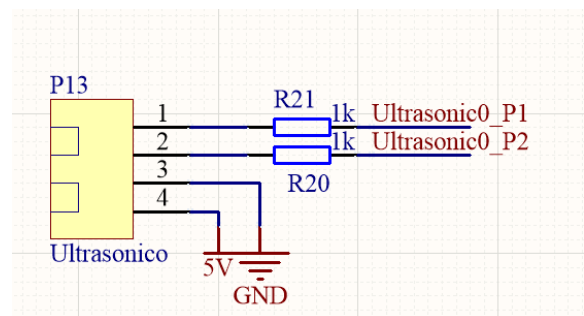 P13
1
R21
1k
Ultrasonic0_P1
2
1k
Ultrasonic0_P2
3
R20
4
Ultrasonico
5V
GND